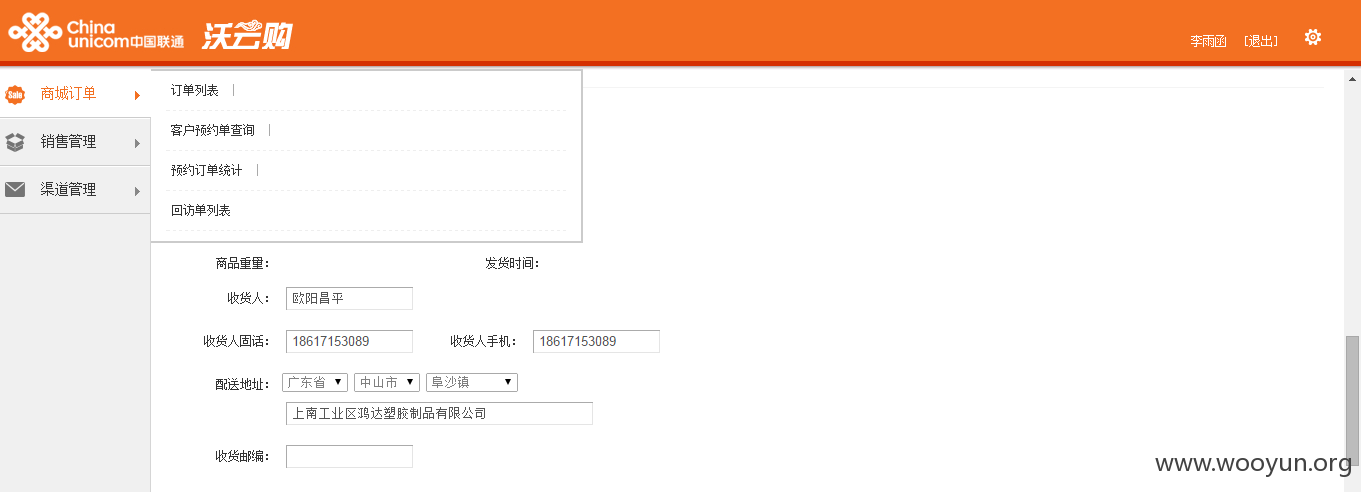 China unicom中国联通 沃云购
李雨函 [退出]
Sale 商城订单
销售管理
渠道管理
订单列表
客户预约单查询
预约订单统计
回访单列表
商品重量: 发货时间:
收货人: 欧阳昌平
收货人固话: 18617153089 收货人手机: 18617153089
配送地址: 广东省 中山市 阜沙镇
上南工业区鸿达塑胶制品有限公司
收货邮编:
www.wooyun.org